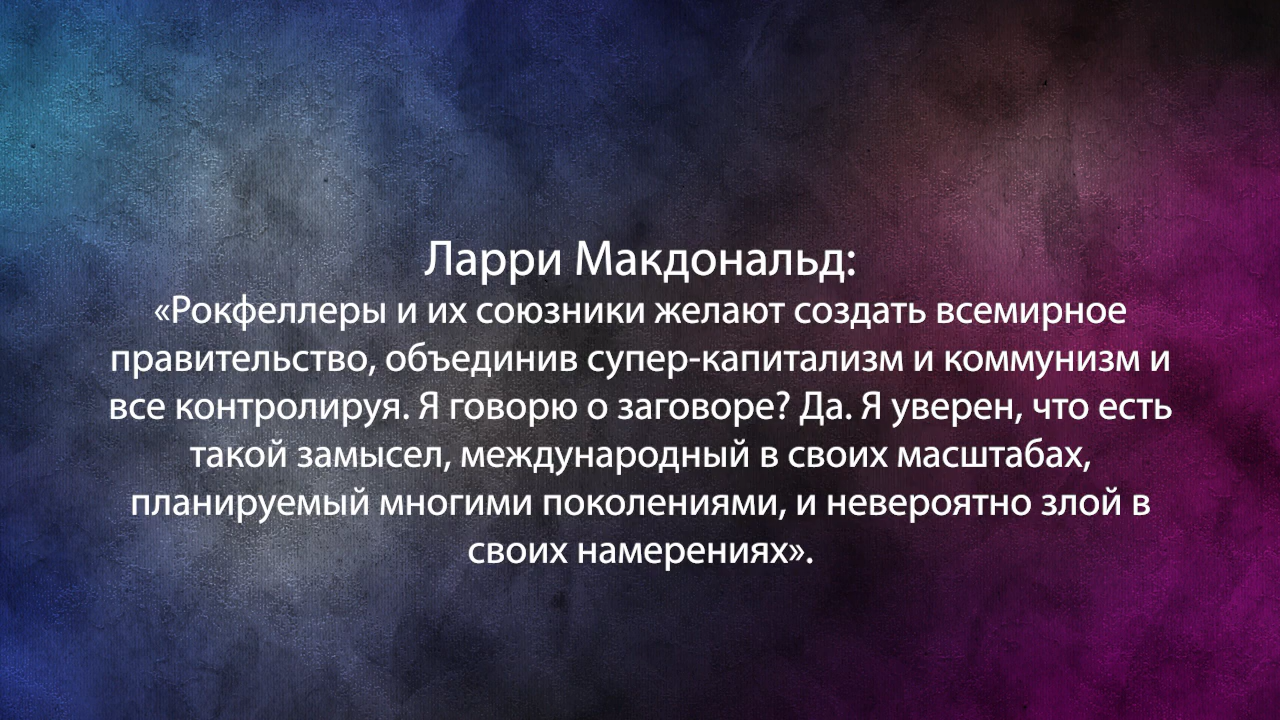 Ларри Макдональд:
«Рокфеллеры и их союзники желают создать всемирное
правительство, объединив супер-капитализм и коммунизм и
все контролируя. Я говорю о заговоре? Да. Я уверен, что есть
такой замысел, международный в своих масштабах,
планируемый многими поколениями, и невероятно злой в
своих намерениях».